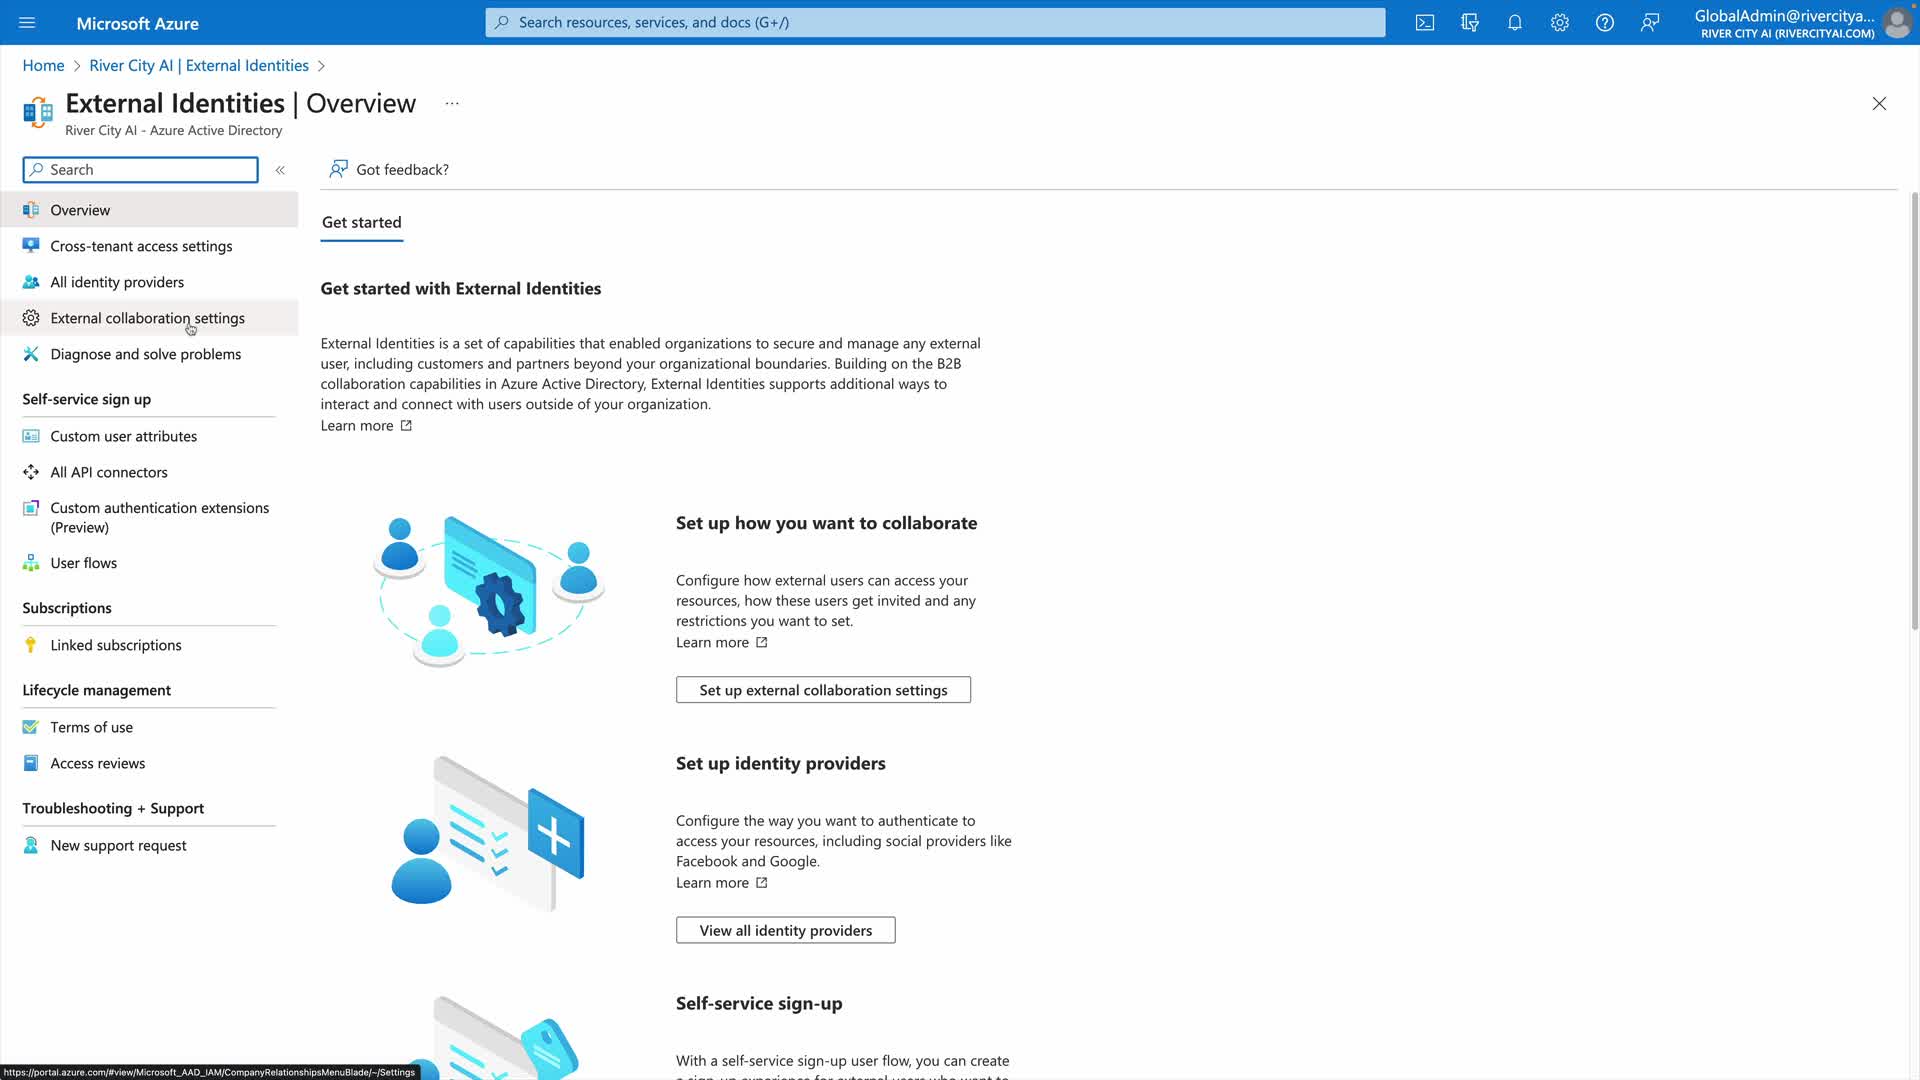 Microsoft Azure
Search resources, services, and docs (G+/)
GlobalAdmin@rivercitya...
RIVER CITY AI (RIVERCITYAI.COM)
Home > River City AI | External Identities >
External Identities | Overview ...
River City AI - Azure Active Directory
Search «
Overview
Cross-tenant access settings
All identity providers
External collaboration settings
Diagnose and solve problems
Self-service sign up
Custom user attributes
All API connectors
Custom authentication extensions
(Preview)
User flows
Subscriptions
Linked subscriptions
Lifecycle management
Terms of use
Access reviews
Troubleshooting + Support
New support request
Got feedback?
Get started
Get started with External Identities
External Identities is a set of capabilities that enabled organizations to secure and manage any external
user, including customers and partners beyond your organizational boundaries. Building on the B2B
collaboration capabilities in Azure Active Directory, External Identities supports additional ways to
interact and connect with users outside of your organization.
Learn more
Set up how you want to collaborate
Configure how external users can access your
resources, how these users get invited and any
restrictions you want to set.
Learn more
Set up external collaboration settings
Set up identity providers
Configure the way you want to authenticate to
access your resources, including social providers like
Facebook and Google.
Learn more
View all identity providers
Self-service sign-up
With a self-service sign-up user flow, you can create
a sign-up experience for external users who want to
https://portal.azure.com/#view/Microsoft_AAD_IAM/CompanyRelationshipsMenuBlade/~/Settings